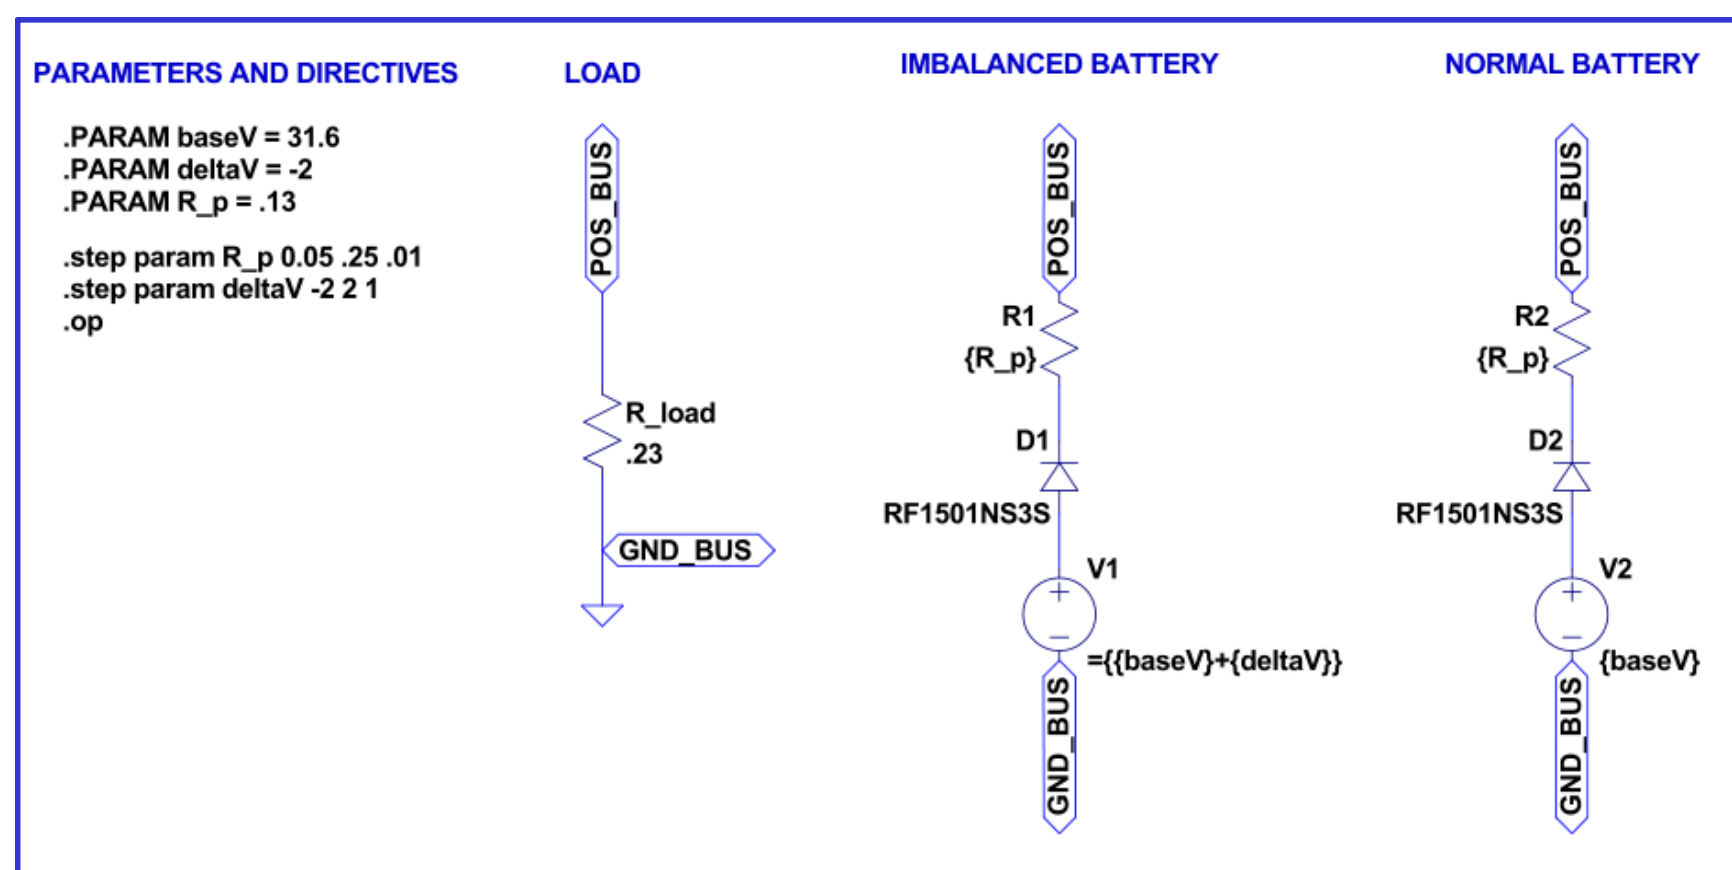 PARAMETERS AND DIRECTIVES
.PARAM baseV = 31.6
.PARAM deltaV = -2
.PARAM R_p = .13
.step param R_p 0.05 .25 .01
.step param deltaV -2 2 1
.op
LOAD
POS_BUS
R_load
.23
GND_BUS
IMBALANCED BATTERY
POS_BUS
R1
{R_p}
D1
RF1501NS3S
V1
+
−
={{baseV}+{deltaV}}
GND_BUS
NORMAL BATTERY
POS_BUS
R2
{R_p}
D2
RF1501NS3S
V2
+
−
{baseV}
GND_BUS